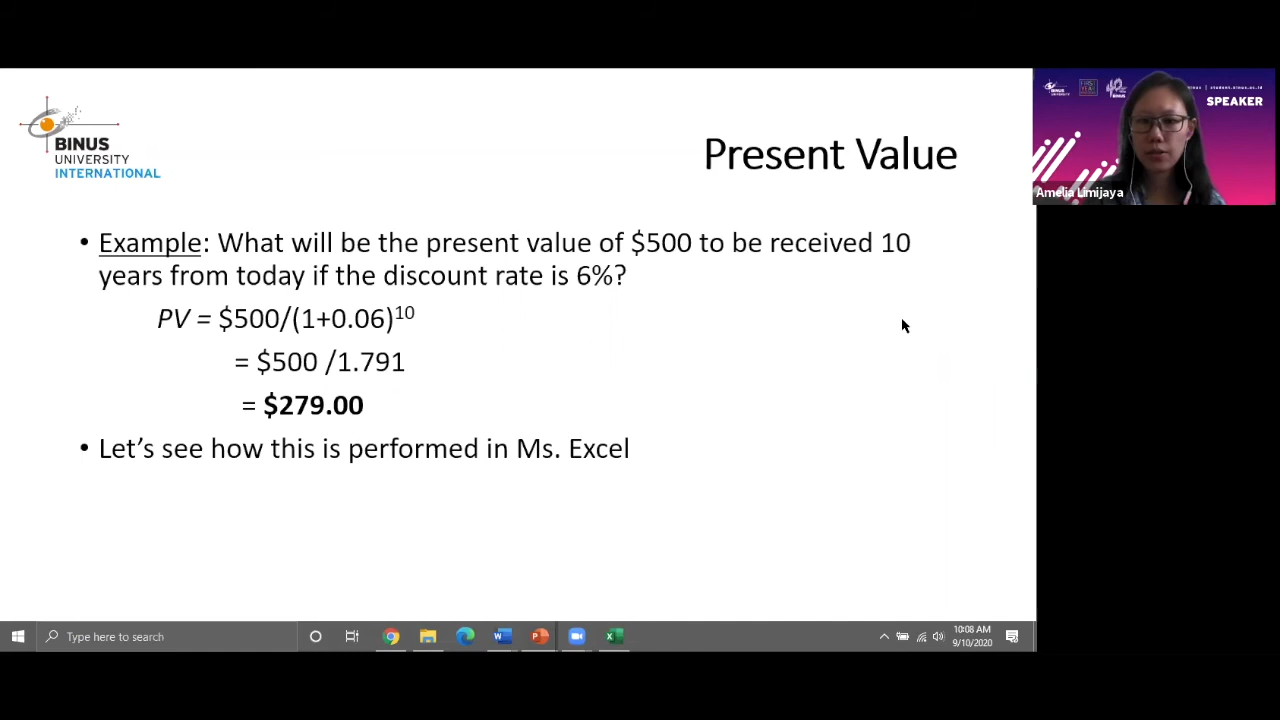 BINUS
UNIVERSITY
INTERNATIONAL
Present Value
• Example: What will be the present value of $500 to be received 10
years from today if the discount rate is 6%?
PV = $500/(1+0.06)¹⁰
= $500 /1.791
= $279.00
• Let’s see how this is performed in Ms. Excel
SPEAKER
Amelia Limijaya
Type here to search
10:08 AM
9/10/2020